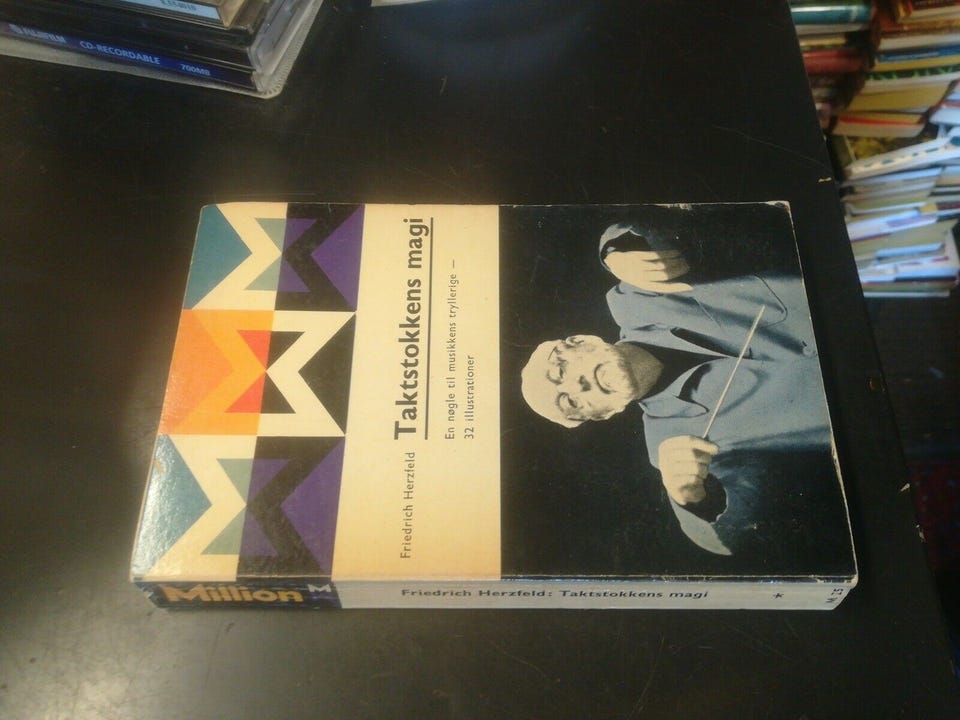 FUJIFILM CD-RECORDABLE 700MB
Friedrich Herzfeld Taktstokkens magi
En nøgle til musikkens tryllerige —
32 illustrationer
Million M
Friedrich Herzfeld: Taktstokkens magi *